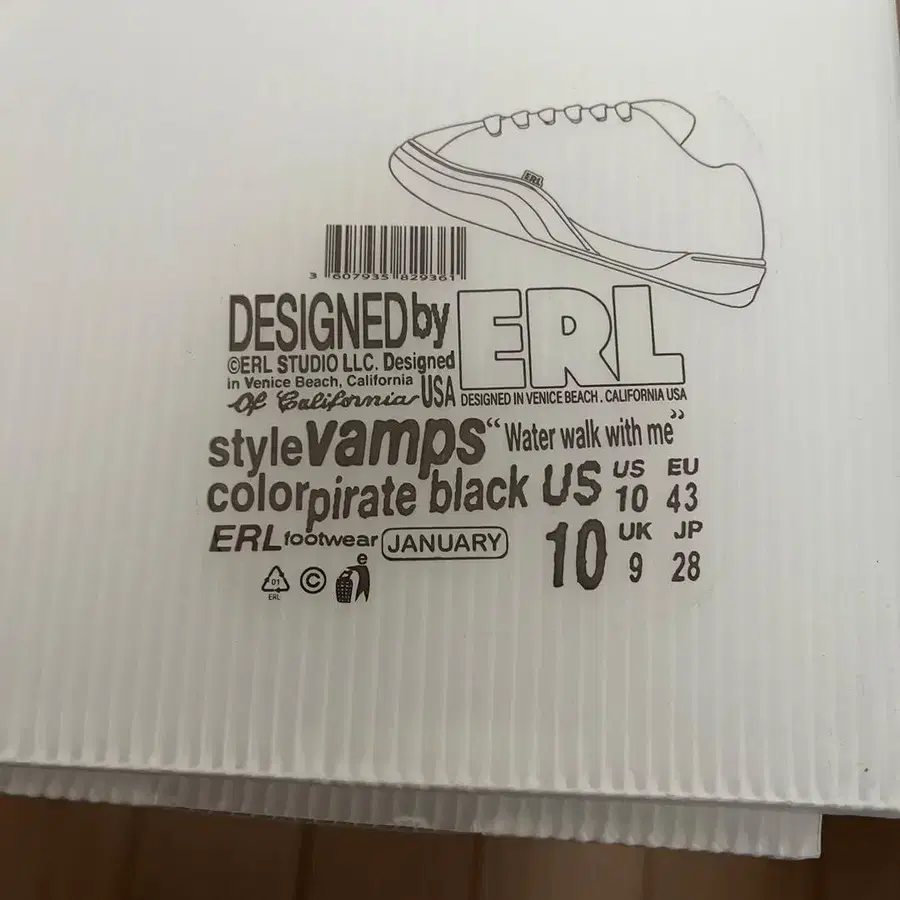 ERL
3 607935 829361
DESIGNED by
©ERL STUDIO LLC. Designed
in Venice Beach, California
Of California USA
ERL
DESIGNED IN VENICE BEACH . CALIFORNIA USA
style vamps “Water walk with me”
color pirate black US 10
US 10 EU 43
UK 9 JP 28
ERL footwear JANUARY
01
ERL
© e